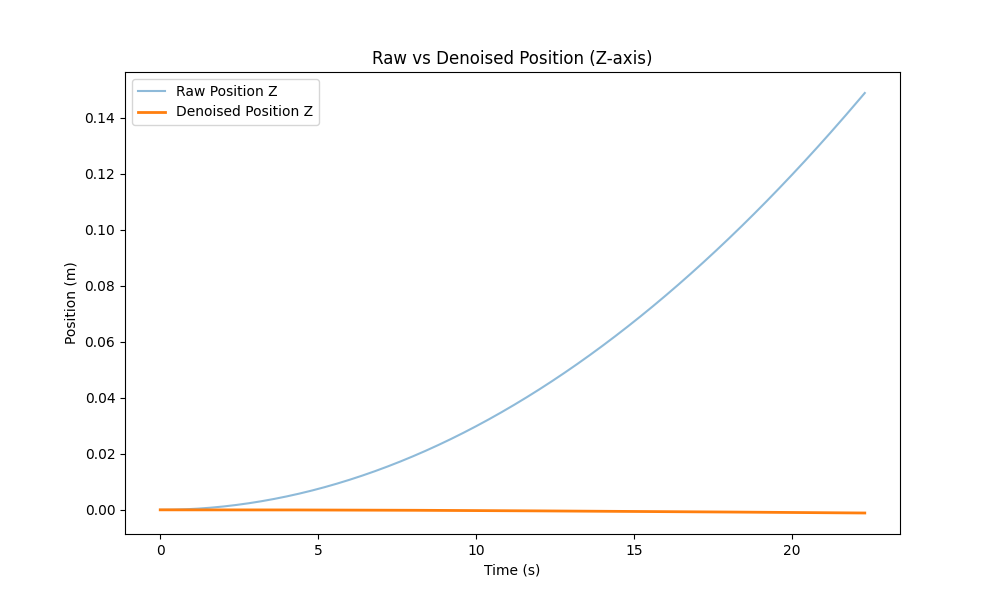 Raw vs Denoised Position (Z-axis)
Raw Position Z
Denoised Position Z
Position (m)
0.14
0.12
0.10
0.08
0.06
0.04
0.02
0.00
0 5 10 15 20
Time (s)